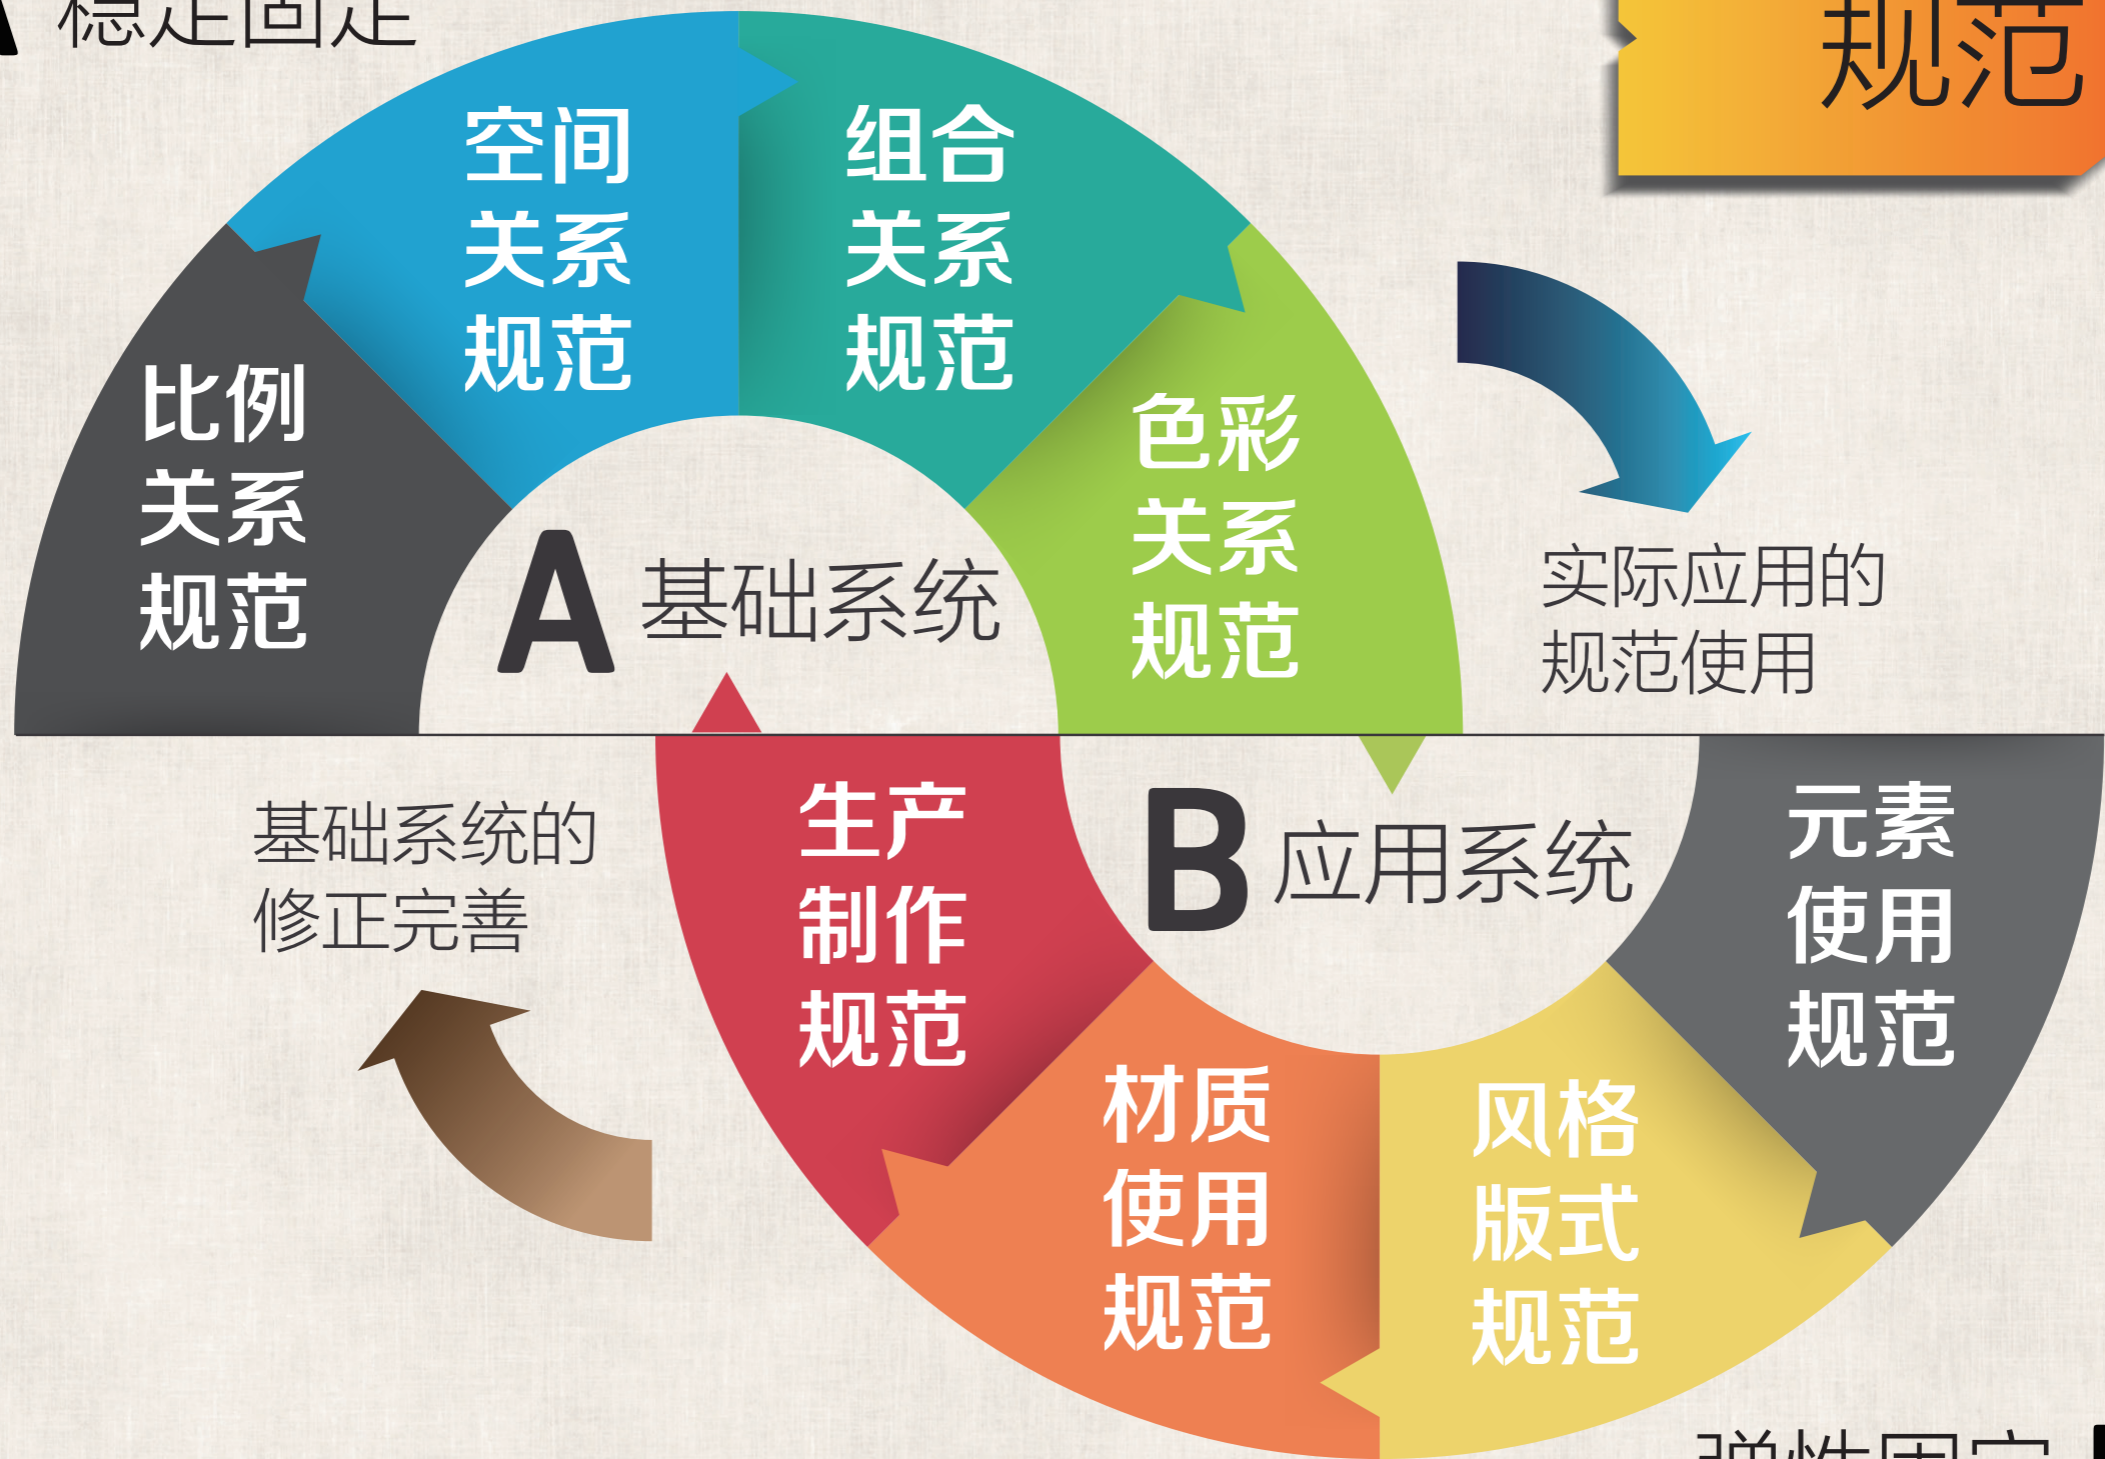 稳定固定
规范
空间
关系
规范
组合
关系
规范
比例
关系
规范
色彩
关系
规范
A 基础系统
实际应用的
规范使用
基础系统的
修正完善
生产
制作
规范
B 应用系统
元素
使用
规范
材质
使用
规范
风格
版式
规范